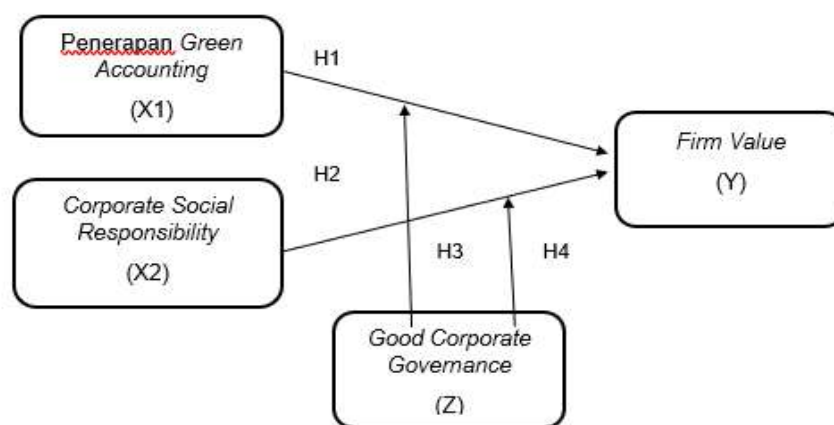 Penerapan Green
Accounting
(X1)
H1
Firm Value
(Y)
H2
Corporate Social
Responsibility
(X2)
H3
H4
Good Corporate
Governance
(Z)